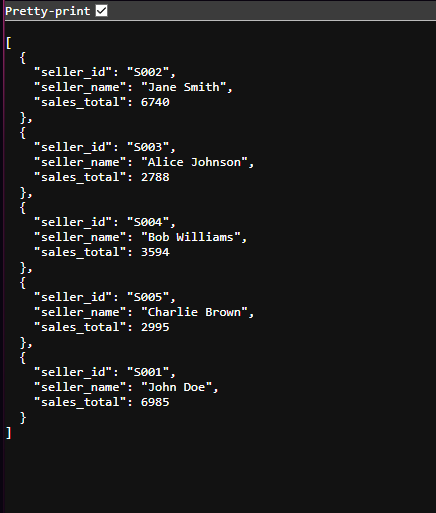 Pretty-print
[
  {
    "seller_id": "S002",
    "seller_name": "Jane Smith",
    "sales_total": 6740
  },
  {
    "seller_id": "S003",
    "seller_name": "Alice Johnson",
    "sales_total": 2788
  },
  {
    "seller_id": "S004",
    "seller_name": "Bob Williams",
    "sales_total": 3594
  },
  {
    "seller_id": "S005",
    "seller_name": "Charlie Brown",
    "sales_total": 2995
  },
  {
    "seller_id": "S001",
    "seller_name": "John Doe",
    "sales_total": 6985
  }
]